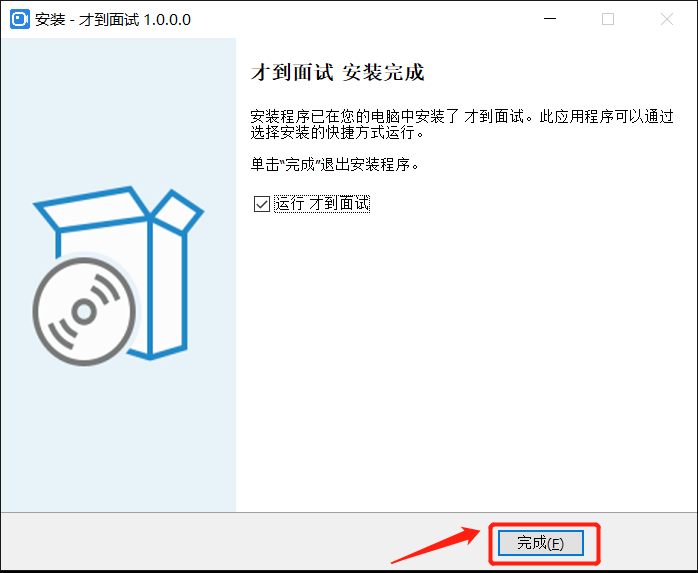 安装 - 才到面试 1.0.0.0
才到面试 安装完成
安装程序已在您的电脑中安装了 才到面试。此应用程序可以通过
选择安装的快捷方式运行。
单击“完成”退出安装程序。
运行 才到面试
完成(F)